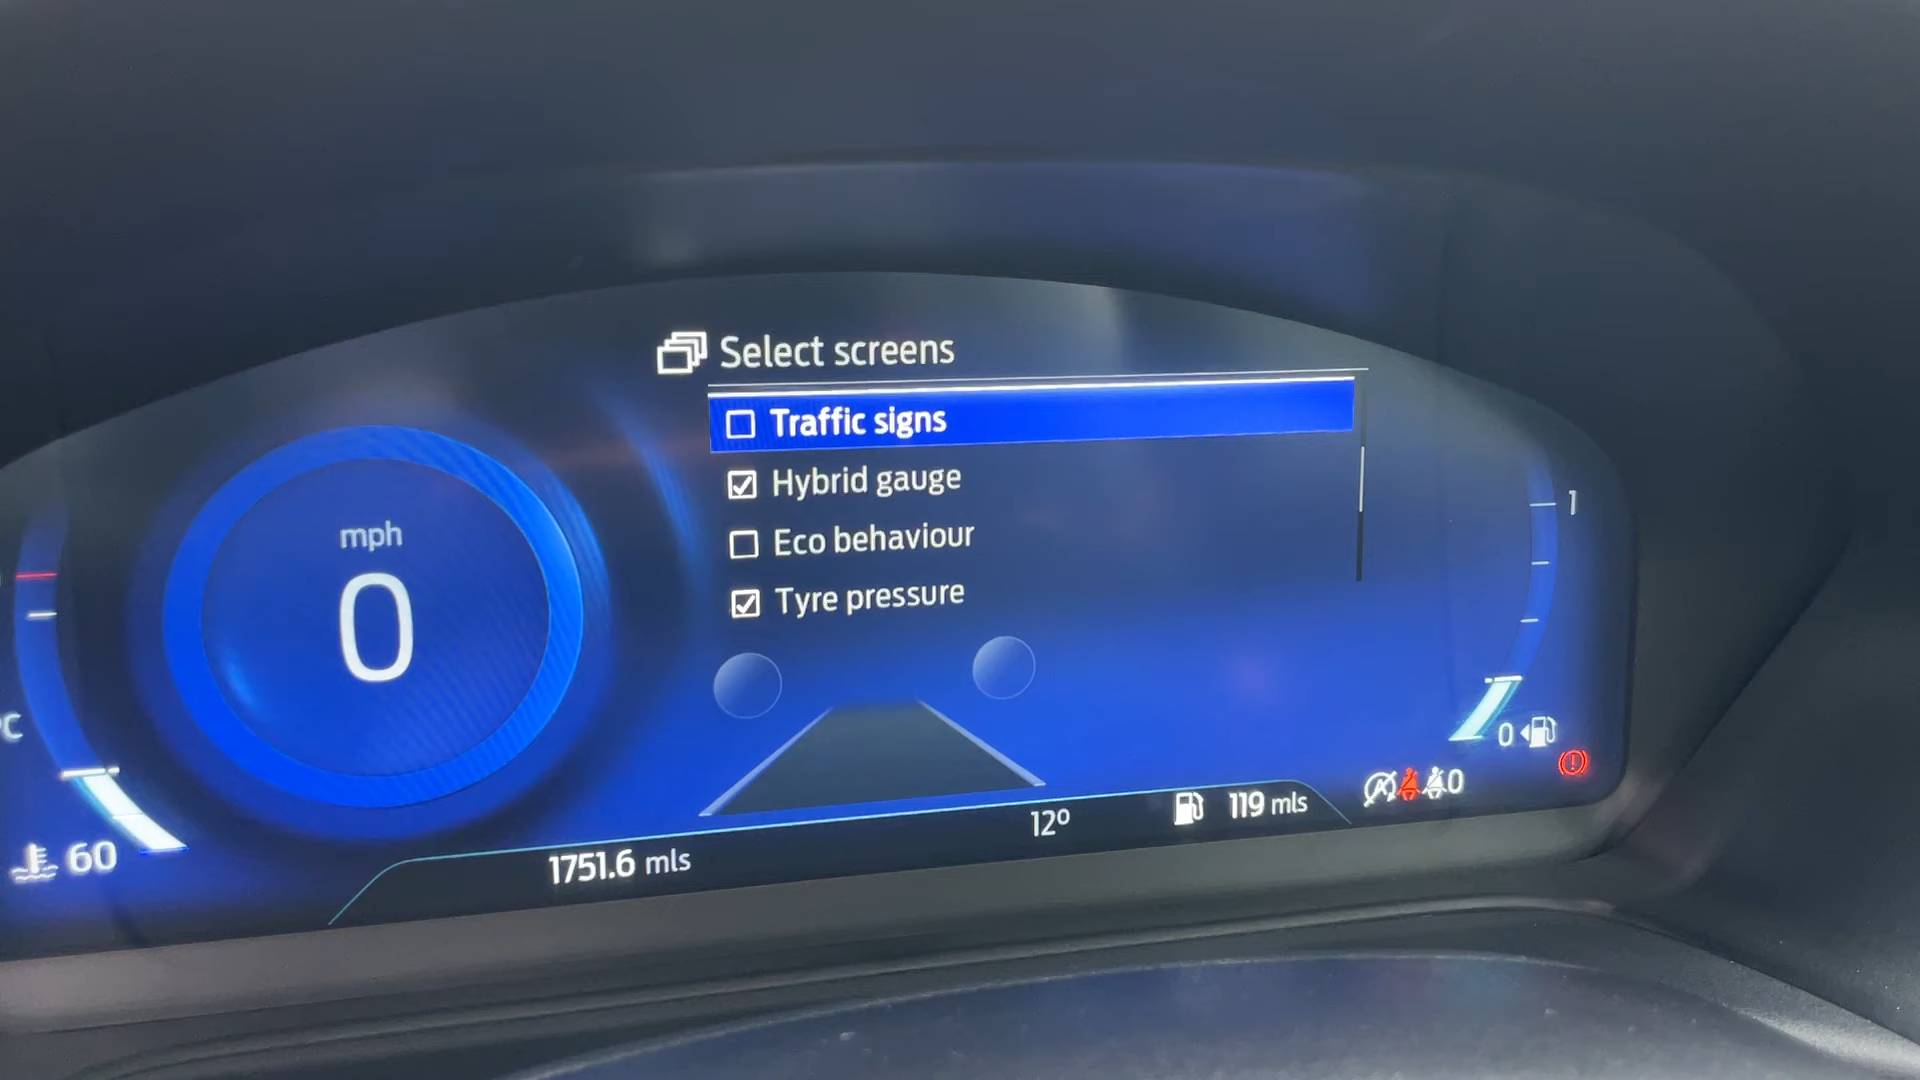 Select screens
Traffic signs
Hybrid gauge
Eco behaviour
Tyre pressure
mph
0
1
°C
60
0
0
12º
119 mls
1751.6 mls